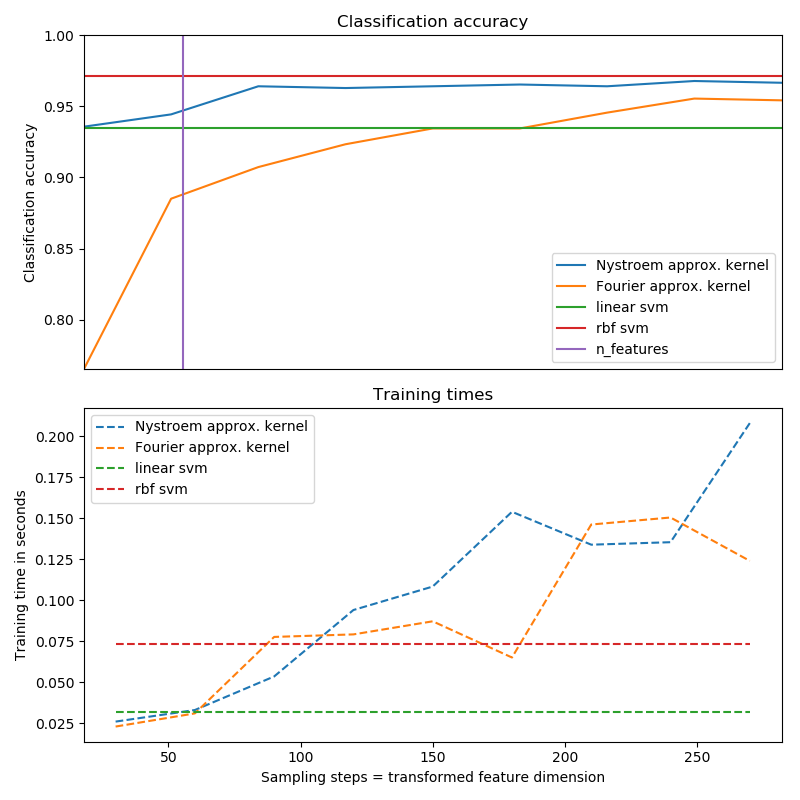 Classification accuracy
1.00
0.95
0.90
0.85
0.80
Classification accuracy
Nystroem approx. kernel
Fourier approx. kernel
linear svm
rbf svm
n_features
Training times
0.200
0.175
0.150
0.125
0.100
0.075
0.050
0.025
Training time in seconds
Nystroem approx. kernel
Fourier approx. kernel
linear svm
rbf svm
50 100 150 200 250
Sampling steps = transformed feature dimension